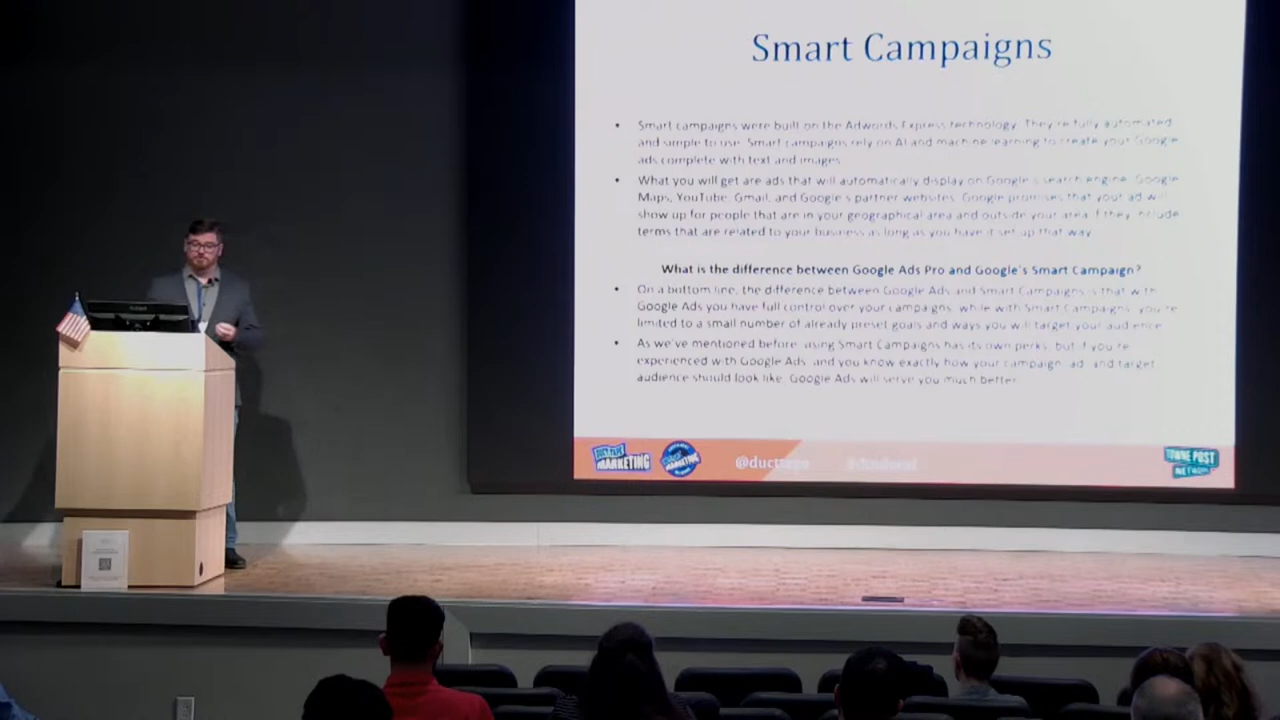 Smart Campaigns
• Smart campaigns were built on the Adwords Express technology. They're fully automated
and simple to use. Smart campaigns rely on AI and machine learning to create your Google
ads complete with text and images.
• What you will get are ads that will automatically display on Google's search engine, Google
Maps, YouTube, Gmail, and Google's partner websites. Google promises that your ad will
show up for people that are in your geographical area and outside your area if they include
terms that are related to your business as long as you have it set up that way.
What is the difference between Google Ads Pro and Google's Smart Campaign?
• On a bottom line, the difference between Google Ads and Smart Campaigns is that with
Google Ads you have full control over your campaigns, while with Smart Campaigns, you're
limited to a small number of already preset goals and ways you will target your audience.
• As we've mentioned before, using Smart Campaigns has its own perks, but if you're
experienced with Google Ads, and you know exactly how your campaign, ad, and target
audience should look like, Google Ads will serve you much better.
DUCT TAPE
MARKETING
MARKETING
TOWNE POST
NETWORK